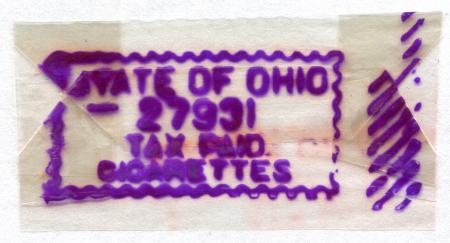 STATE OF OHIO
27931
TAX PAID
CIGARETTES